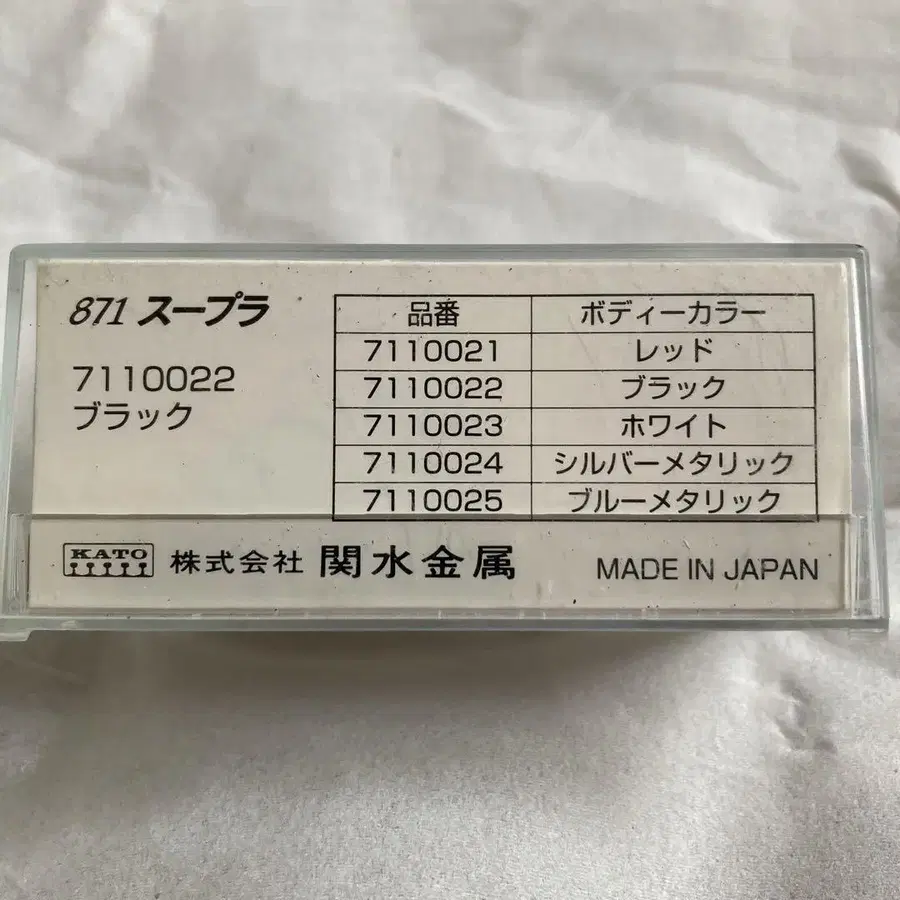 871 スープラ
7110022
ブラック
品番 ボディーカラー
7110021 レッド
7110022 ブラック
7110023 ホワイト
7110024 シルバーメタリック
7110025 ブルーメタリック
KATO 株式会社 関水金属 MADE IN JAPAN